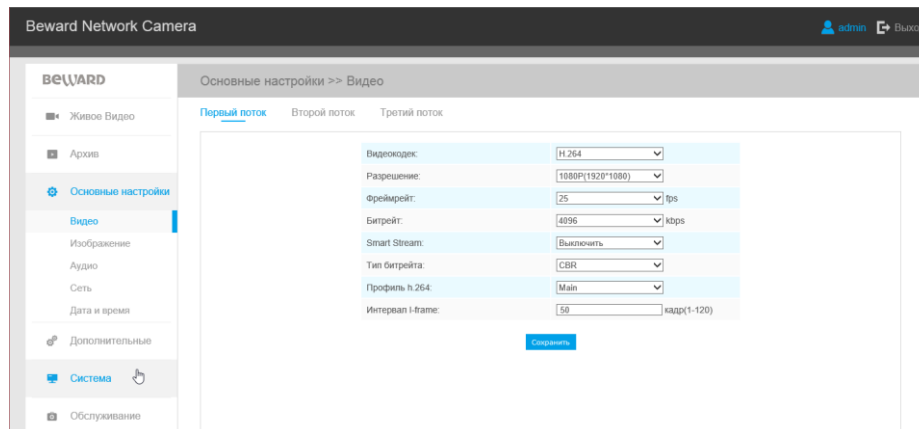 Beward Network Camera
admin
BEWARD
Основные настройки >> Видео
Живое Видео
Архив
Основные настройки
Видео
Изображение
Аудио
Сеть
Дата и время
Дополнительные
Система
Обслуживание
Первый поток Второй поток Третий поток
Видеокодек: H.264
Разрешение: 1080P(1920*1080)
Фреймрейт: 25 fps
Битрейт: 4096 kbps
Smart Stream: Выключить
Тип битрейта: CBR
Профиль h.264: Main
Интервал I-frame: 50 кадр(1-120)
Сохранить